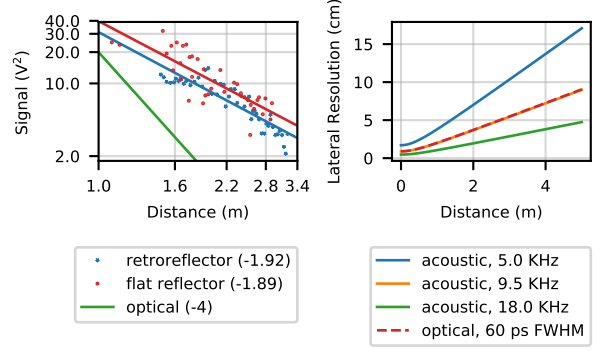 40.0
30.0
20.0
10.0
2.0
Signal (V²)
1.0 1.6 2.2 2.8 3.4
Distance (m)
retroreflector (-1.92)
flat reflector (-1.89)
optical (-4)
Lateral Resolution (cm)
15
10
5
0
0 2 4
Distance (m)
acoustic, 5.0 KHz
acoustic, 9.5 KHz
acoustic, 18.0 KHz
optical, 60 ps FWHM